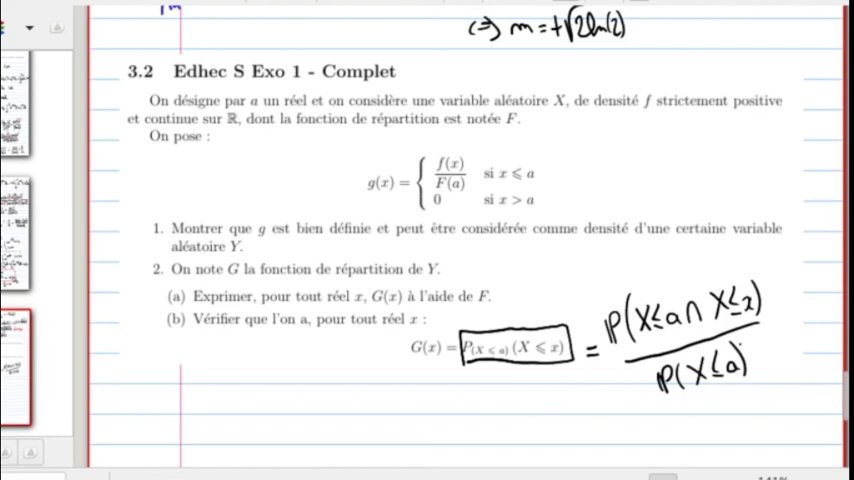 (=) m = +√2ln(2)
3.2 Edhec S Exo 1 - Complet
On désigne par a un réel et on considère une variable aléatoire X, de densité f strictement positive
et continue sur ℝ, dont la fonction de répartition est notée F.
On pose :
g(x) = { f(x)/F(a) si x ⩽ a
0 si x > a
1. Montrer que g est bien définie et peut être considérée comme densité d'une certaine variable
aléatoire Y.
2. On note G la fonction de répartition de Y.
(a) Exprimer, pour tout réel x, G(x) à l'aide de F.
(b) Vérifier que l'on a, pour tout réel x :
G(x) = P(X⩽a)(X ⩽ x) = P(X≤a ∩ X≤x) / P(X≤a)